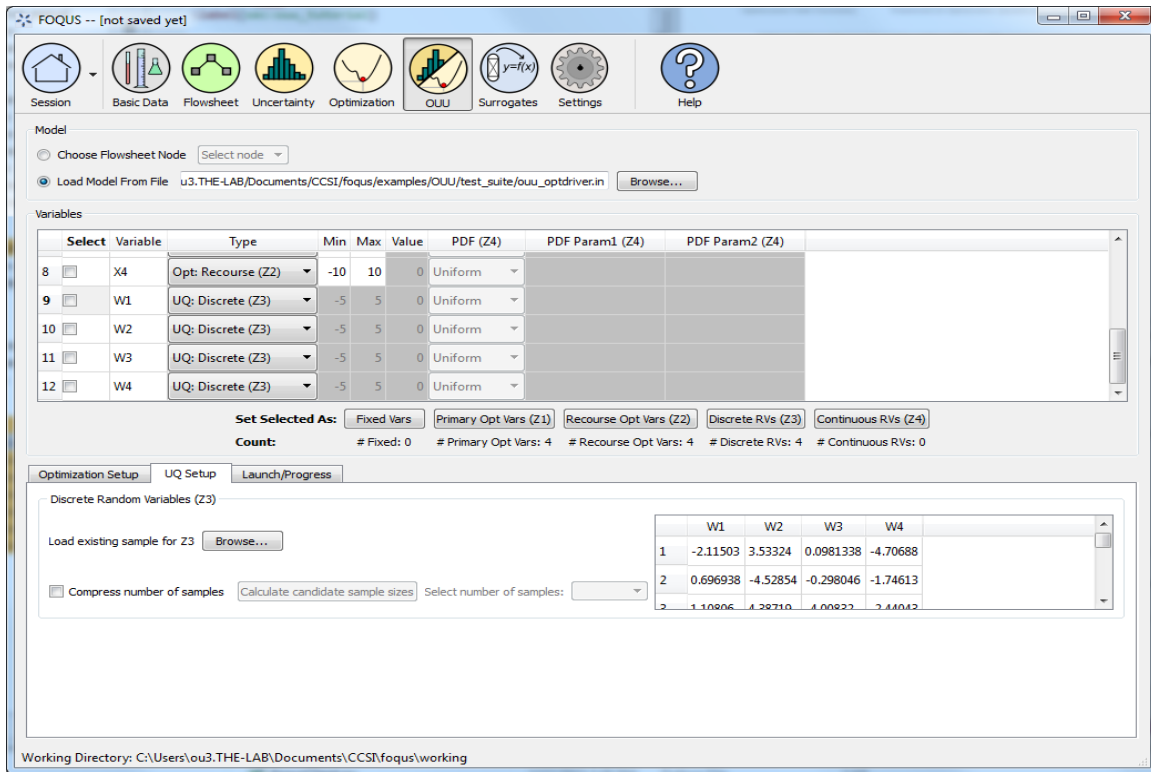 FOQUS -- [not saved yet]
y=f(x)
Session Basic Data Flowsheet Uncertainty Optimization OUU Surrogates Settings Help
Model
Choose Flowsheet Node Select node
Load Model From File u3.THE-LAB/Documents/CCSI/foqus/examples/OUU/test_suite/ouu_optdriver.in Browse...
Variables
Select Variable Type Min Max Value PDF (Z4) PDF Param1 (Z4) PDF Param2 (Z4)
8 X4 Opt: Recourse (Z2) -10 10 0 Uniform
9 W1 UQ: Discrete (Z3) -5 5 0 Uniform
10 W2 UQ: Discrete (Z3) -5 5 0 Uniform
11 W3 UQ: Discrete (Z3) -5 5 0 Uniform
12 W4 UQ: Discrete (Z3) -5 5 0 Uniform
Set Selected As: Fixed Vars Primary Opt Vars (Z1) Recourse Opt Vars (Z2) Discrete RVs (Z3) Continuous RVs (Z4)
Count: # Fixed: 0 # Primary Opt Vars: 4 # Recourse Opt Vars: 4 # Discrete RVs: 4 # Continuous RVs: 0
Optimization Setup UQ Setup Launch/Progress
Discrete Random Variables (Z3)
W1 W2 W3 W4
Load existing sample for Z3 Browse...
1 -2.11503 3.53324 0.0981338 -4.70688
2 0.696938 -4.52854 -0.298046 -1.74613
Compress number of samples Calculate candidate sample sizes Select number of samples:
Working Directory: C:\Users\ou3.THE-LAB\Documents\CCSI\foqus\working